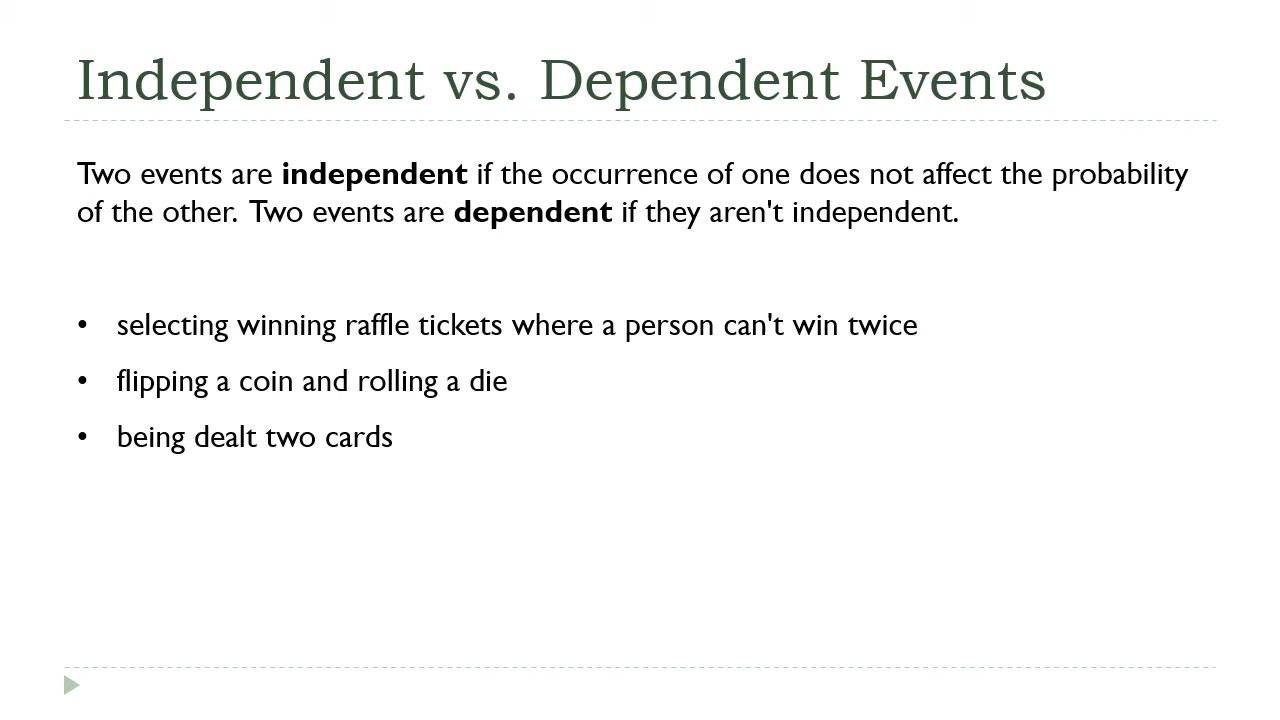 Independent vs. Dependent Events
Two events are independent if the occurrence of one does not affect the probability
of the other.  Two events are dependent if they aren't independent.
• selecting winning raffle tickets where a person can't win twice
• flipping a coin and rolling a die
• being dealt two cards